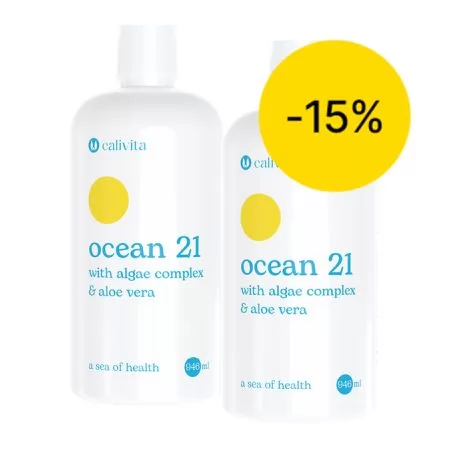 calivita
ocean 21
with algae complex
& aloe vera
a sea of health
946 ml
-15%
calivita
ocean 21
with algae complex
& aloe vera
a sea of health
946 ml